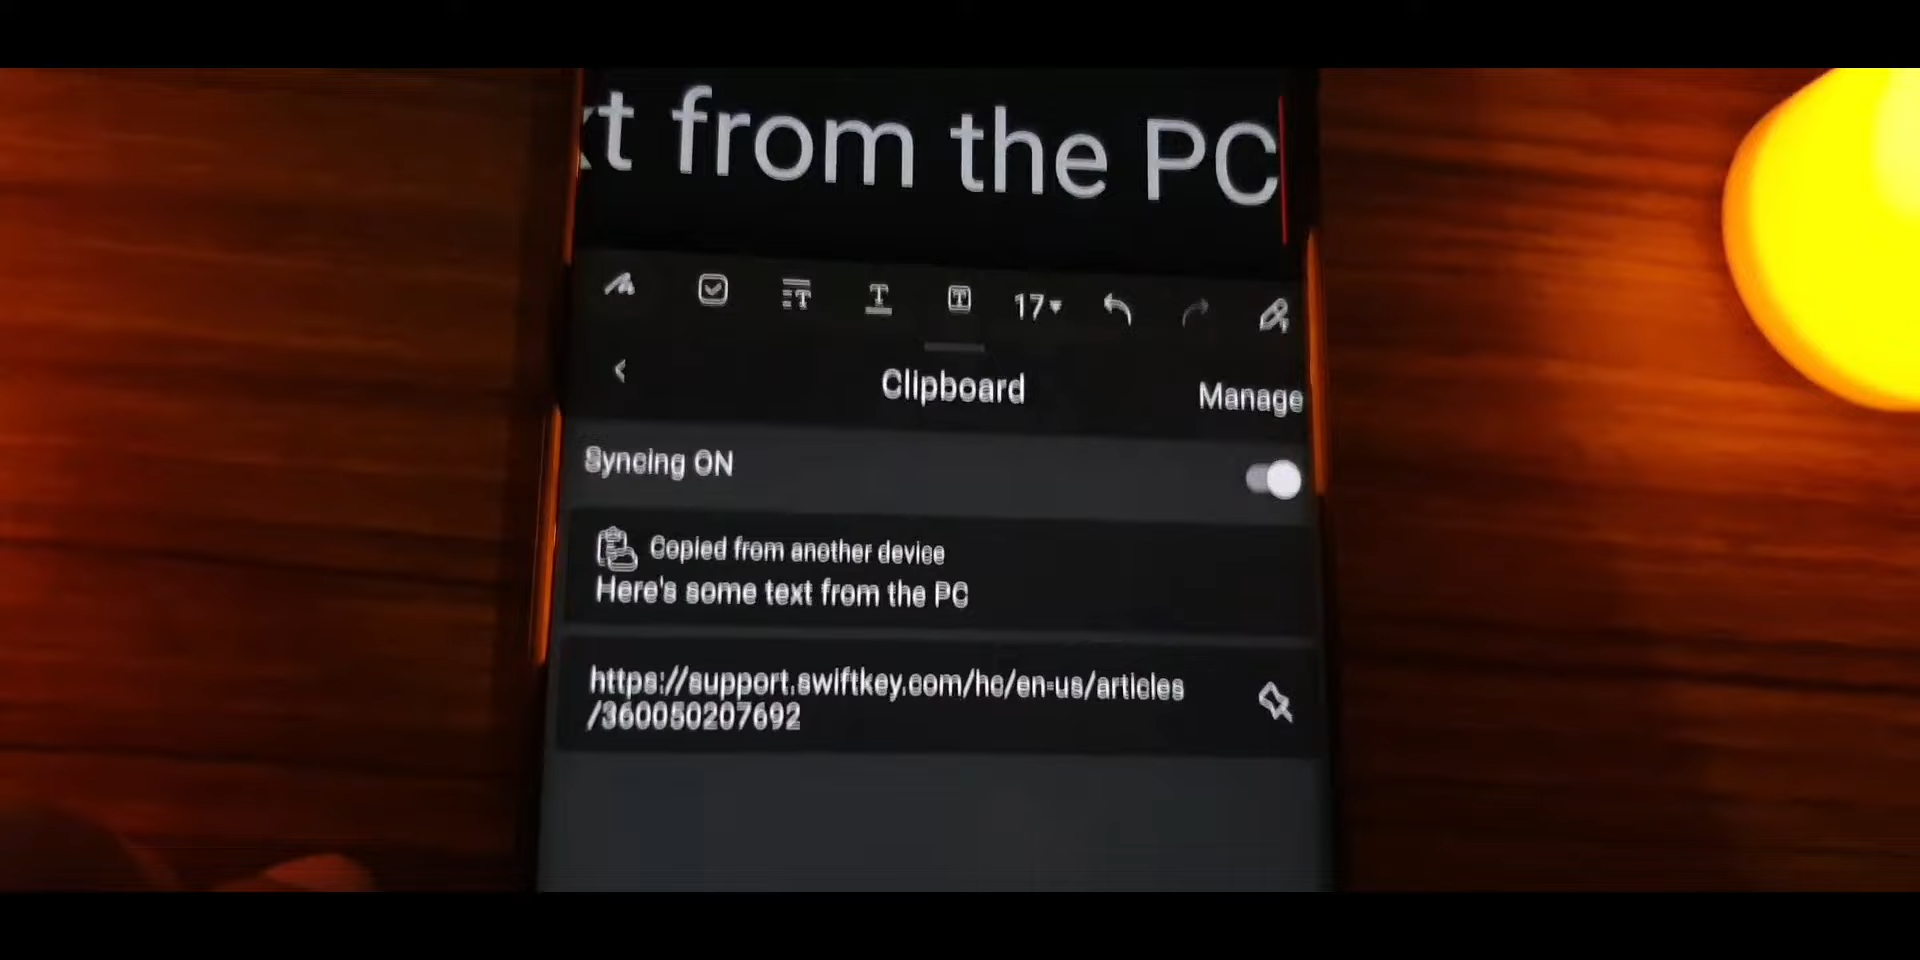 t from the PC
17
Clipboard
Manage
Syncing ON
Copied from another device
Here's some text from the PC
https://support.swiftkey.com/hc/en-us/articles
/360050207692